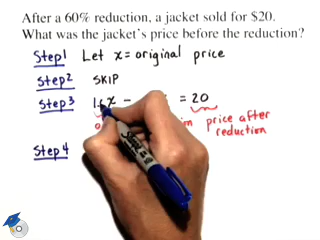 After a 60% reduction, a jacket sold for $20.
What was the jacket's price before the reduction?
Step1 Let x = original price
Step2 SKIP
Step3 x - = 20
price after
reduction
Step4